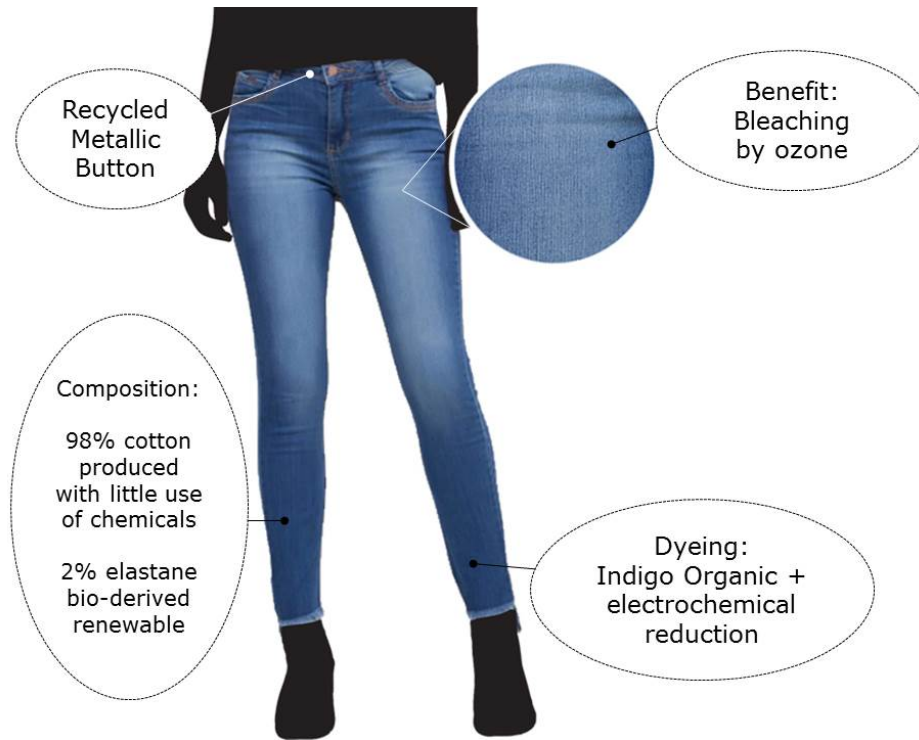 Recycled
Metallic
Button
Benefit:
Bleaching
by ozone
Composition:
98% cotton
produced
with little use
of chemicals
2% elastane
bio-derived
renewable
Dyeing:
Indigo Organic +
electrochemical
reduction